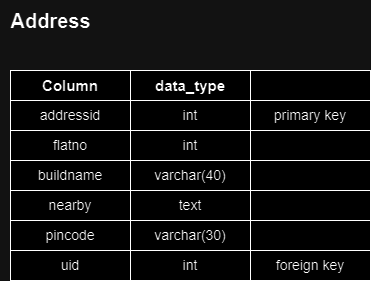 Address
Column data_type
addressid int primary key
flatno int
buildname varchar(40)
nearby text
pincode varchar(30)
uid int foreign key